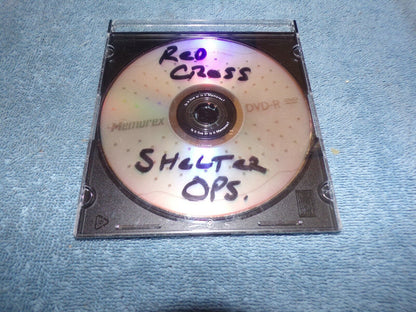 RED
CROSS
Memorex DVD-R
SHELTER
OPS.